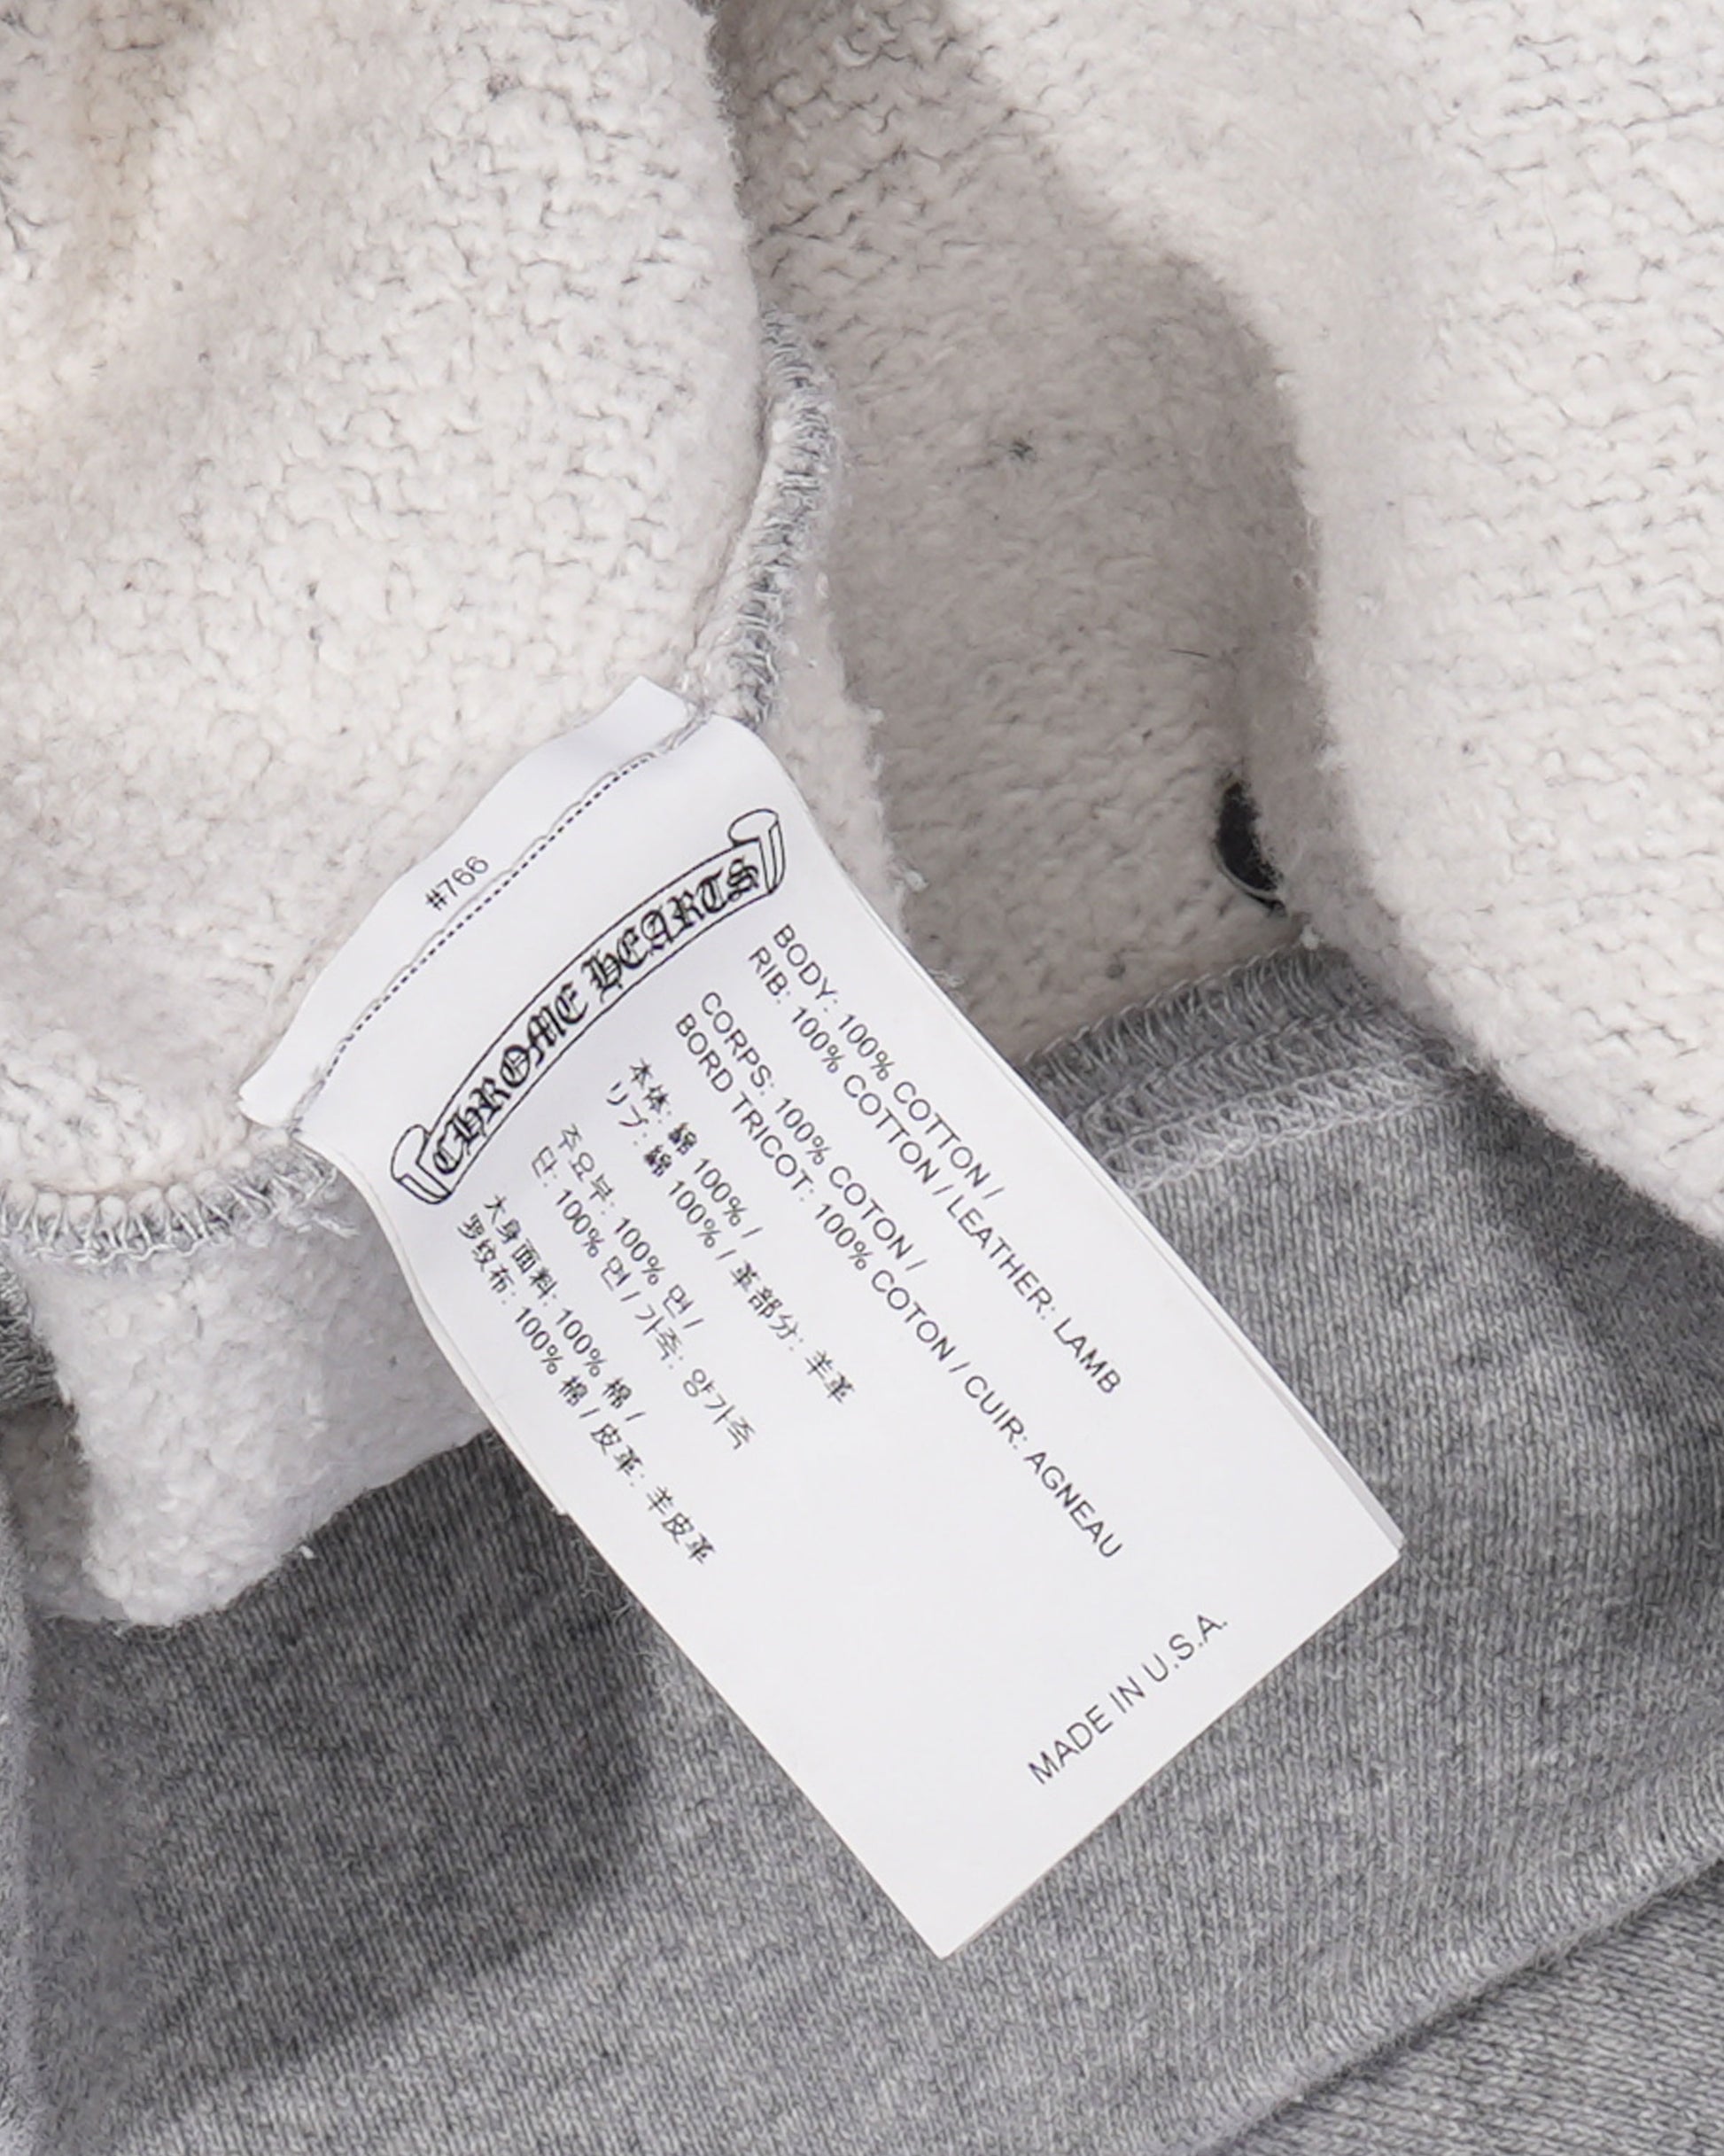 #766
CHROME HEARTS
BODY: 100% COTTON /
RIB: 100% COTTON / LEATHER: LAMB
CORPS: 100% COTON /
BORD TRICOT: 100% COTON / CUIR: AGNEAU
本体: 綿 100% /
リブ: 綿 100% / 革部分: 羊革
주요부: 100% 면 /
단: 100% 면 / 가죽: 양가죽
大身面料: 100% 棉 /
罗纹布: 100% 棉 / 皮革: 羊皮革
MADE IN U.S.A.